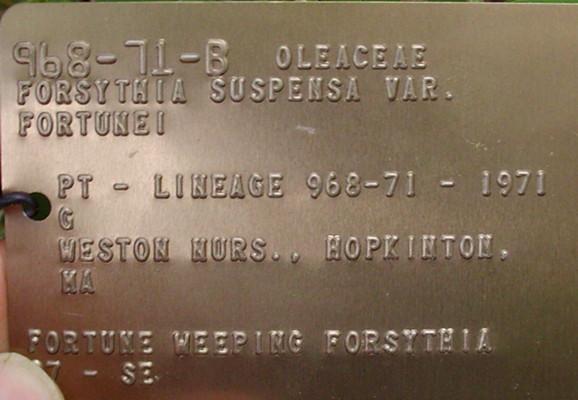 968-71-B OLEACEAE
FORSYTHIA SUSPENSA VAR.
FORTUNEI
PT - LINEAGE 968-71 - 1971
G
WESTON NURS., HOPKINTON,
MA
FORTUNE WEEPING FORSYTHIA
- SE